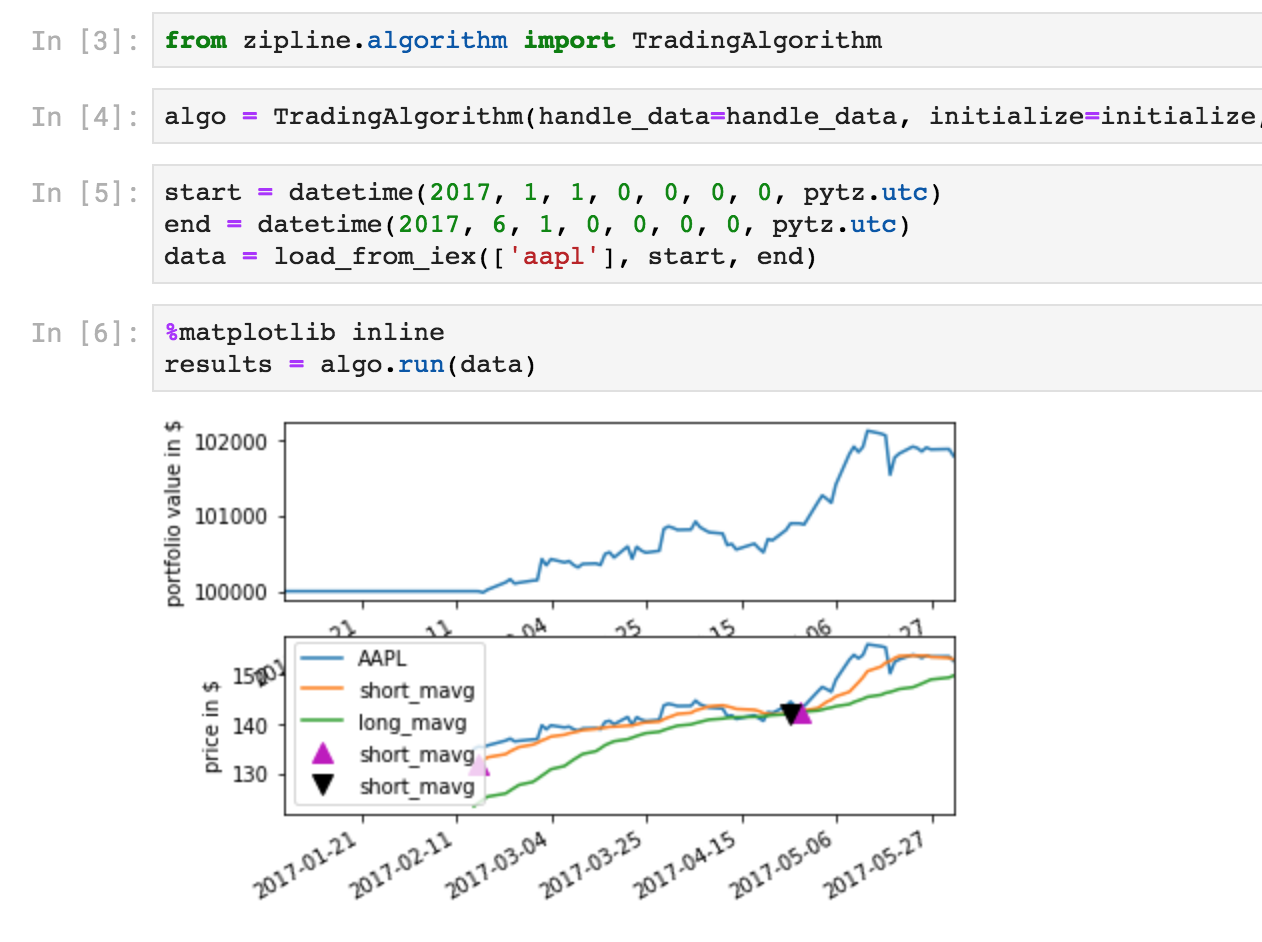 In [3]: from zipline.algorithm import TradingAlgorithm
In [4]: algo = TradingAlgorithm(handle_data=handle_data, initialize=initialize,
In [5]: start = datetime(2017, 1, 1, 0, 0, 0, 0, pytz.utc)
end = datetime(2017, 6, 1, 0, 0, 0, 0, pytz.utc)
data = load_from_iex(['aapl'], start, end)
In [6]: %matplotlib inline
results = algo.run(data)
portfolio value in $
102000
101000
100000
21 11 04 25 15 06 27
price in $
150
140
130
AAPL
short_mavg
long_mavg
short_mavg
short_mavg
2017-01-21 2017-02-11 2017-03-04 2017-03-25 2017-04-15 2017-05-06 2017-05-27